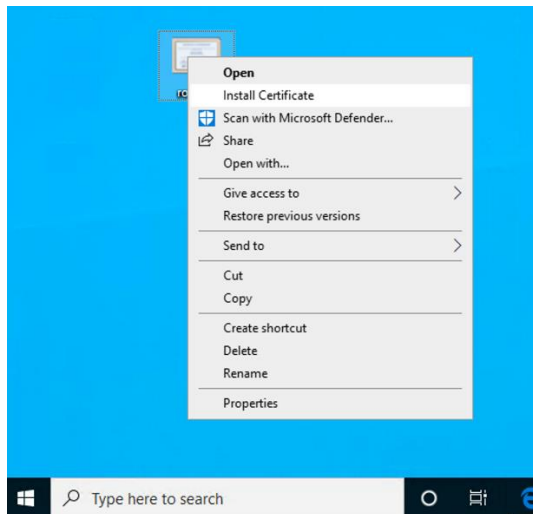 Open
Install Certificate
Scan with Microsoft Defender...
Share
Open with...
Give access to
Restore previous versions
Send to
Cut
Copy
Create shortcut
Delete
Rename
Properties
Type here to search